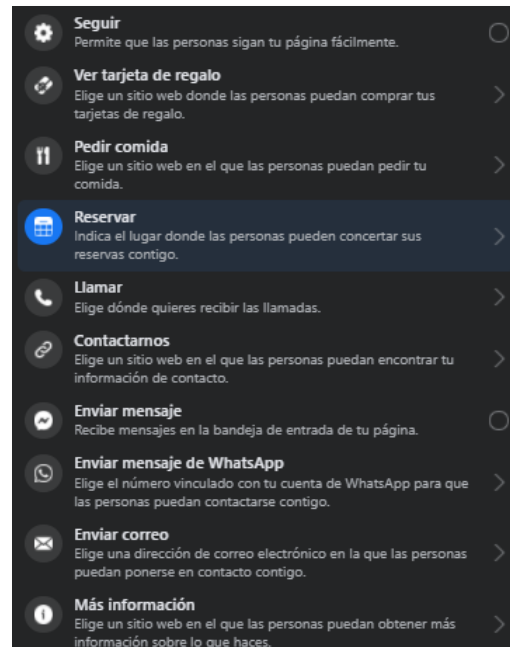 Seguir
Permite que las personas sigan tu página fácilmente.
Ver tarjeta de regalo
Elige un sitio web donde las personas puedan comprar tus
tarjetas de regalo.
Pedir comida
Elige un sitio web en el que las personas puedan pedir tu
comida.
Reservar
Indica el lugar donde las personas pueden concertar sus
reservas contigo.
Llamar
Elige dónde quieres recibir las llamadas.
Contactarnos
Elige un sitio web en el que las personas puedan encontrar tu
información de contacto.
Enviar mensaje
Recibe mensajes en la bandeja de entrada de tu página.
Enviar mensaje de WhatsApp
Elige el número vinculado con tu cuenta de WhatsApp para que
las personas puedan contactarse contigo.
Enviar correo
Elige una dirección de correo electrónico en la que las personas
puedan ponerse en contacto contigo.
Más información
Elige un sitio web en el que las personas puedan obtener más
información sobre lo que haces.